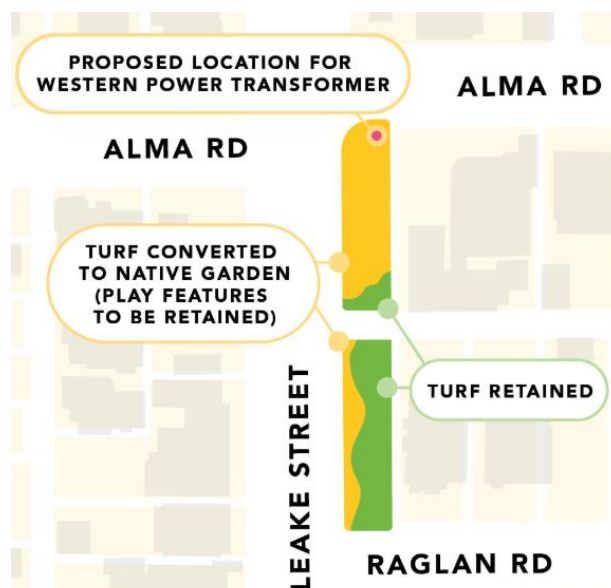 PROPOSED LOCATION FOR
WESTERN POWER TRANSFORMER
ALMA RD
ALMA RD
TURF CONVERTED
TO NATIVE GARDEN
(PLAY FEATURES
TO BE RETAINED)
TURF RETAINED
LEAKE STREET
RAGLAN RD